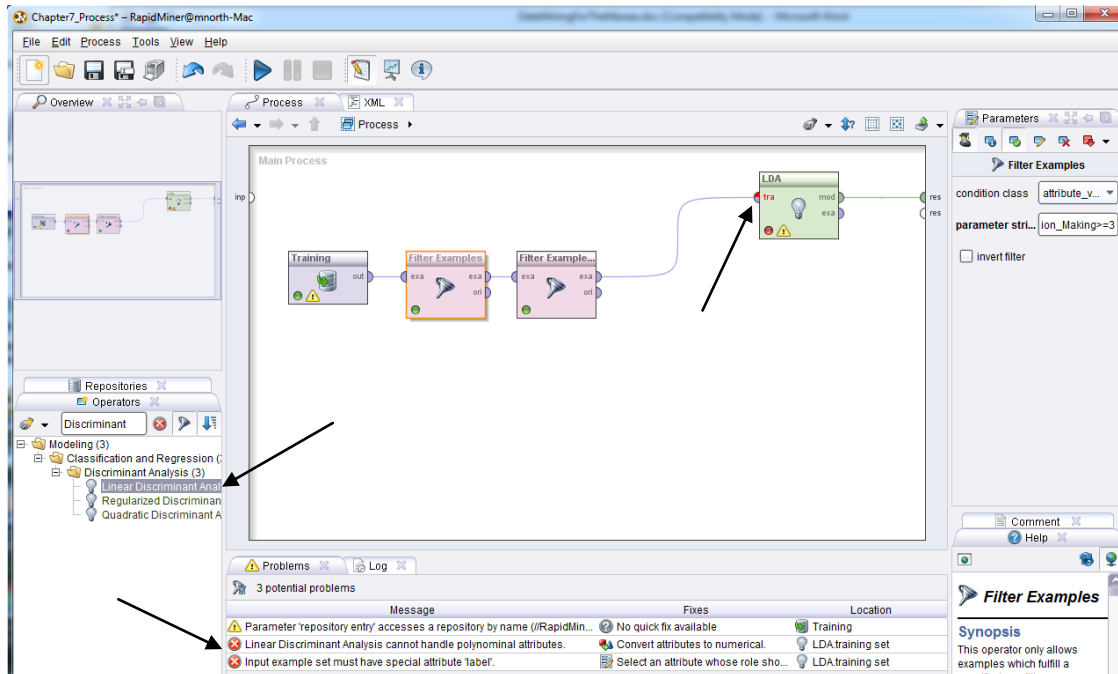 Chapter7_Process* – RapidMiner@mnorth-Mac
DataMiningForTheMasses.doc [Compatibility Mode] - Microsoft Word
File Edit Process Tools View Help
Overview
Process
XML
Process
Main Process
inp
Training
out
Filter Examples
exa
exa
ori
Filter Example...
exa
exa
ori
LDA
tra
mod
exa
res
res
Parameters
Filter Examples
condition class
attribute_v...
parameter stri...
ion_Making>=3
invert filter
Repositories
Operators
Discriminant
Modeling (3)
Classification and Regression (
Discriminant Analysis (3)
Linear Discriminant Anal
Regularized Discriminan
Quadratic Discriminant A
Problems
Log
3 potential problems
Message Fixes Location
Parameter 'repository entry' accesses a repository by name (//RapidMin... No quick fix available Training
Linear Discriminant Analysis cannot handle polynominal attributes. Convert attributes to numerical. LDA.training set
Input example set must have special attribute 'label'. Select an attribute whose role sho... LDA.training set
Comment
Help
Filter Examples
Synopsis
This operator only allows
examples which fulfill a